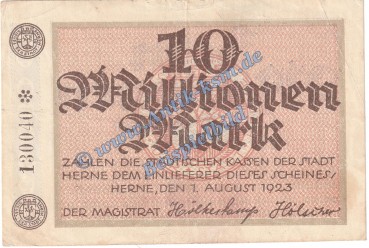 10
Millionen
Mark
ZAHLEN DIE STÄDTISCHEN KASSEN DER STADT
HERNE DEM EINLIEFERER DIESES SCHEINES/
HERNE, DEN 1. AUGUST 1923
DER MAGISTRAT
130040 *